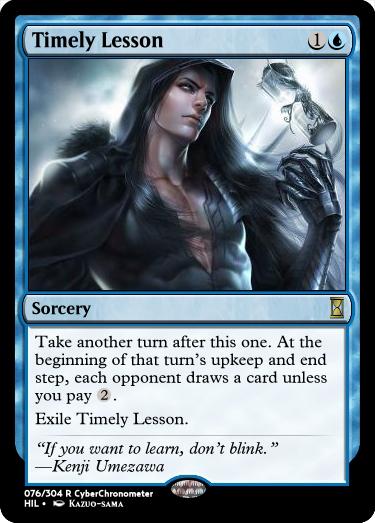 Timely Lesson 1
Sorcery
Take another turn after this one. At the
beginning of that turn's upkeep and end
step, each opponent draws a card unless
you pay 2.
Exile Timely Lesson.
“If you want to learn, don't blink.”
—Kenji Umezawa
076/304 R CyberChronometer
HIL • Kazuo-sama